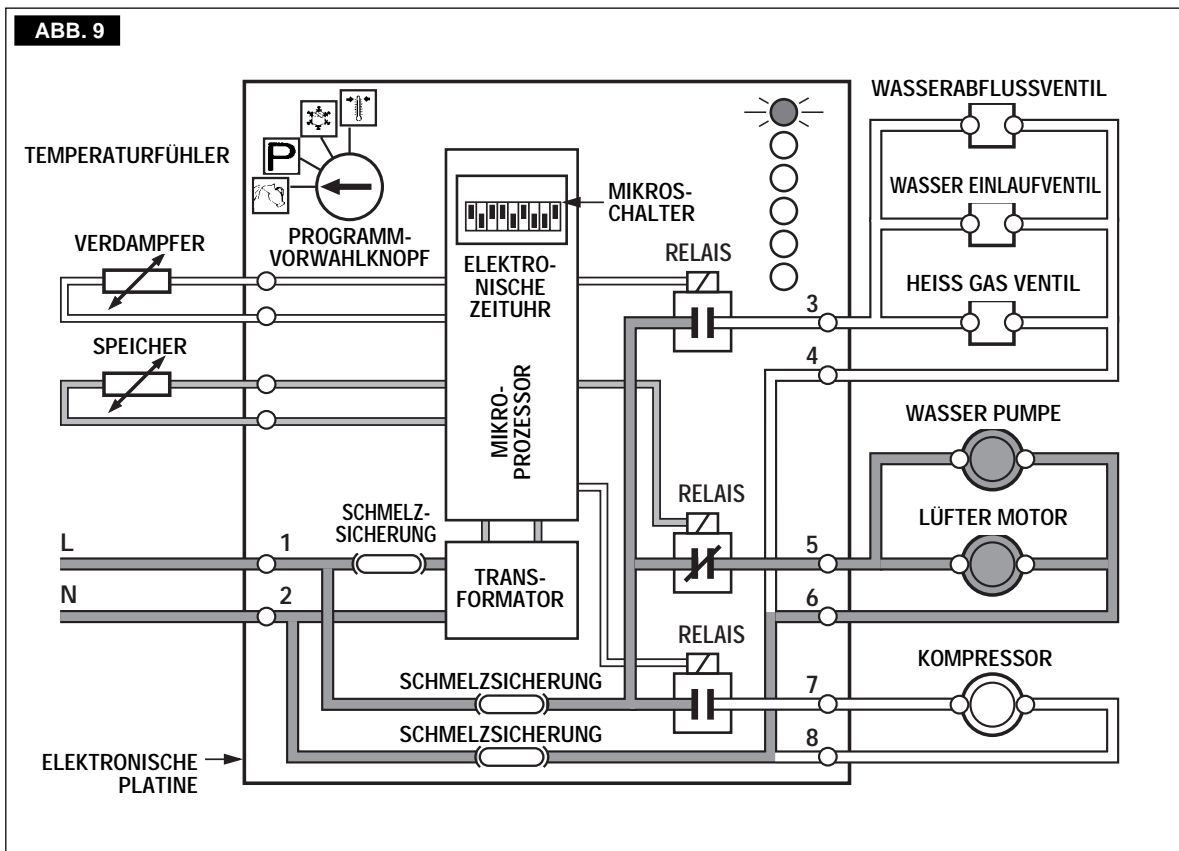 ABB. 9
TEMPERATURFÜHLER
P
PROGRAMM-
VORWAHLKNOPF
VERDAMPFER
SPEICHER
MIKROS-
CHALTER
ELEKTRO-
NISCHE
ZEITUHR
MIKRO-
PROZESSOR
SCHMELZ-
SICHERUNG
L
1
N
2
TRANS-
FORMATOR
SCHMELZSICHERUNG
SCHMELZSICHERUNG
ELEKTRONISCHE
PLATINE
RELAIS
RELAIS
RELAIS
3
4
5
6
7
8
WASSERABFLUSSVENTIL
WASSER EINLAUFVENTIL
HEISS GAS VENTIL
WASSER PUMPE
LÜFTER MOTOR
KOMPRESSOR